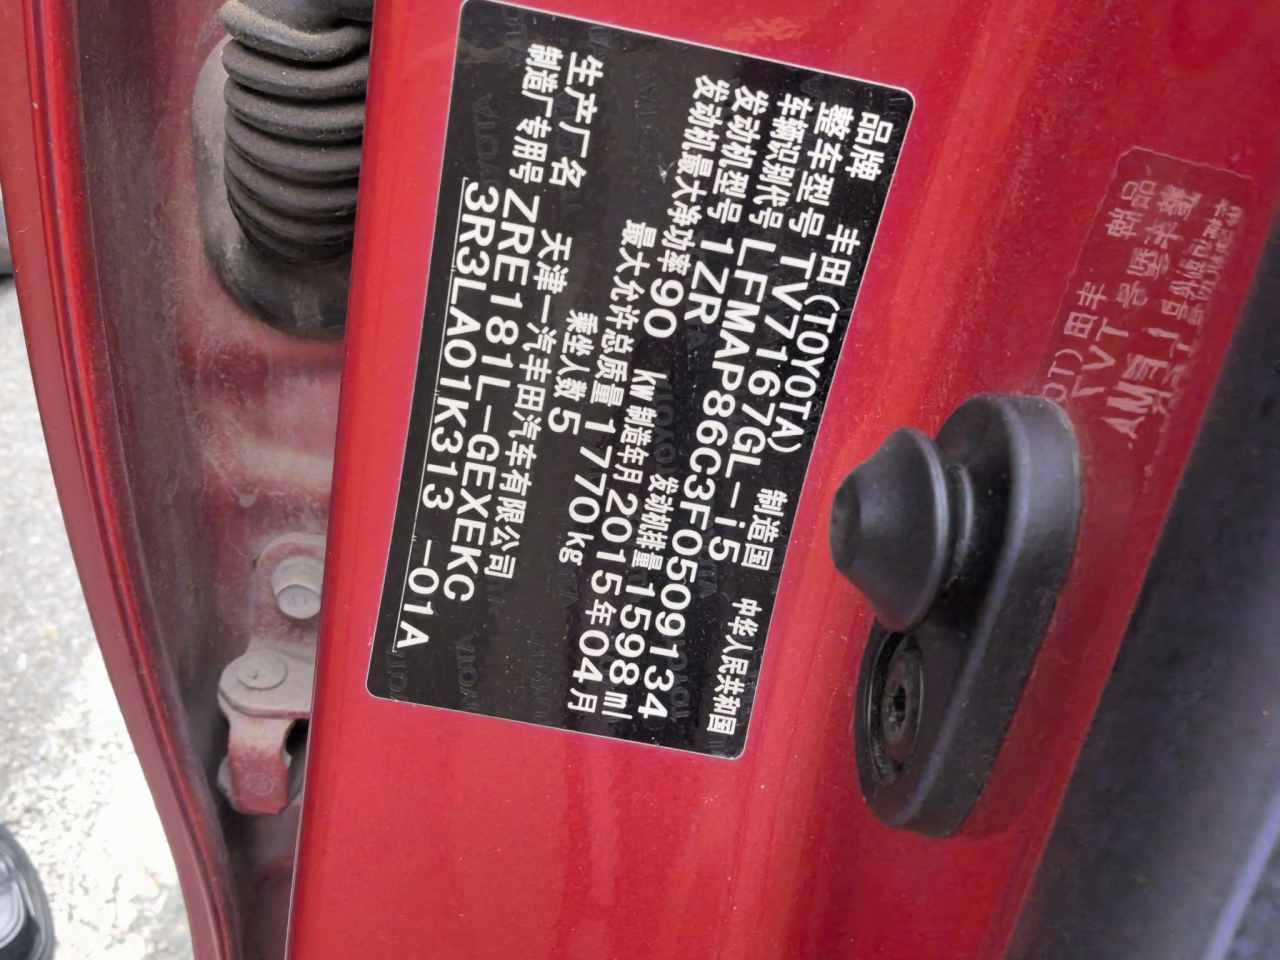 品牌 丰田(TOYOTA) 制造国 中华人民共和国
整车型号 TV7167GL-i5
车辆识别代号 LFMAP86C3F0509134
发动机型号 1ZR 发动机排量 1598 ml
发动机最大净功率 90 kW 制造年月 2015年04月
最大允许总质量 1770kg
乘坐人数 5
生产厂名 天津一汽丰田汽车有限公司
制造厂专用号 ZRE181L-GEXEKC
3R3LA01K313 -01A